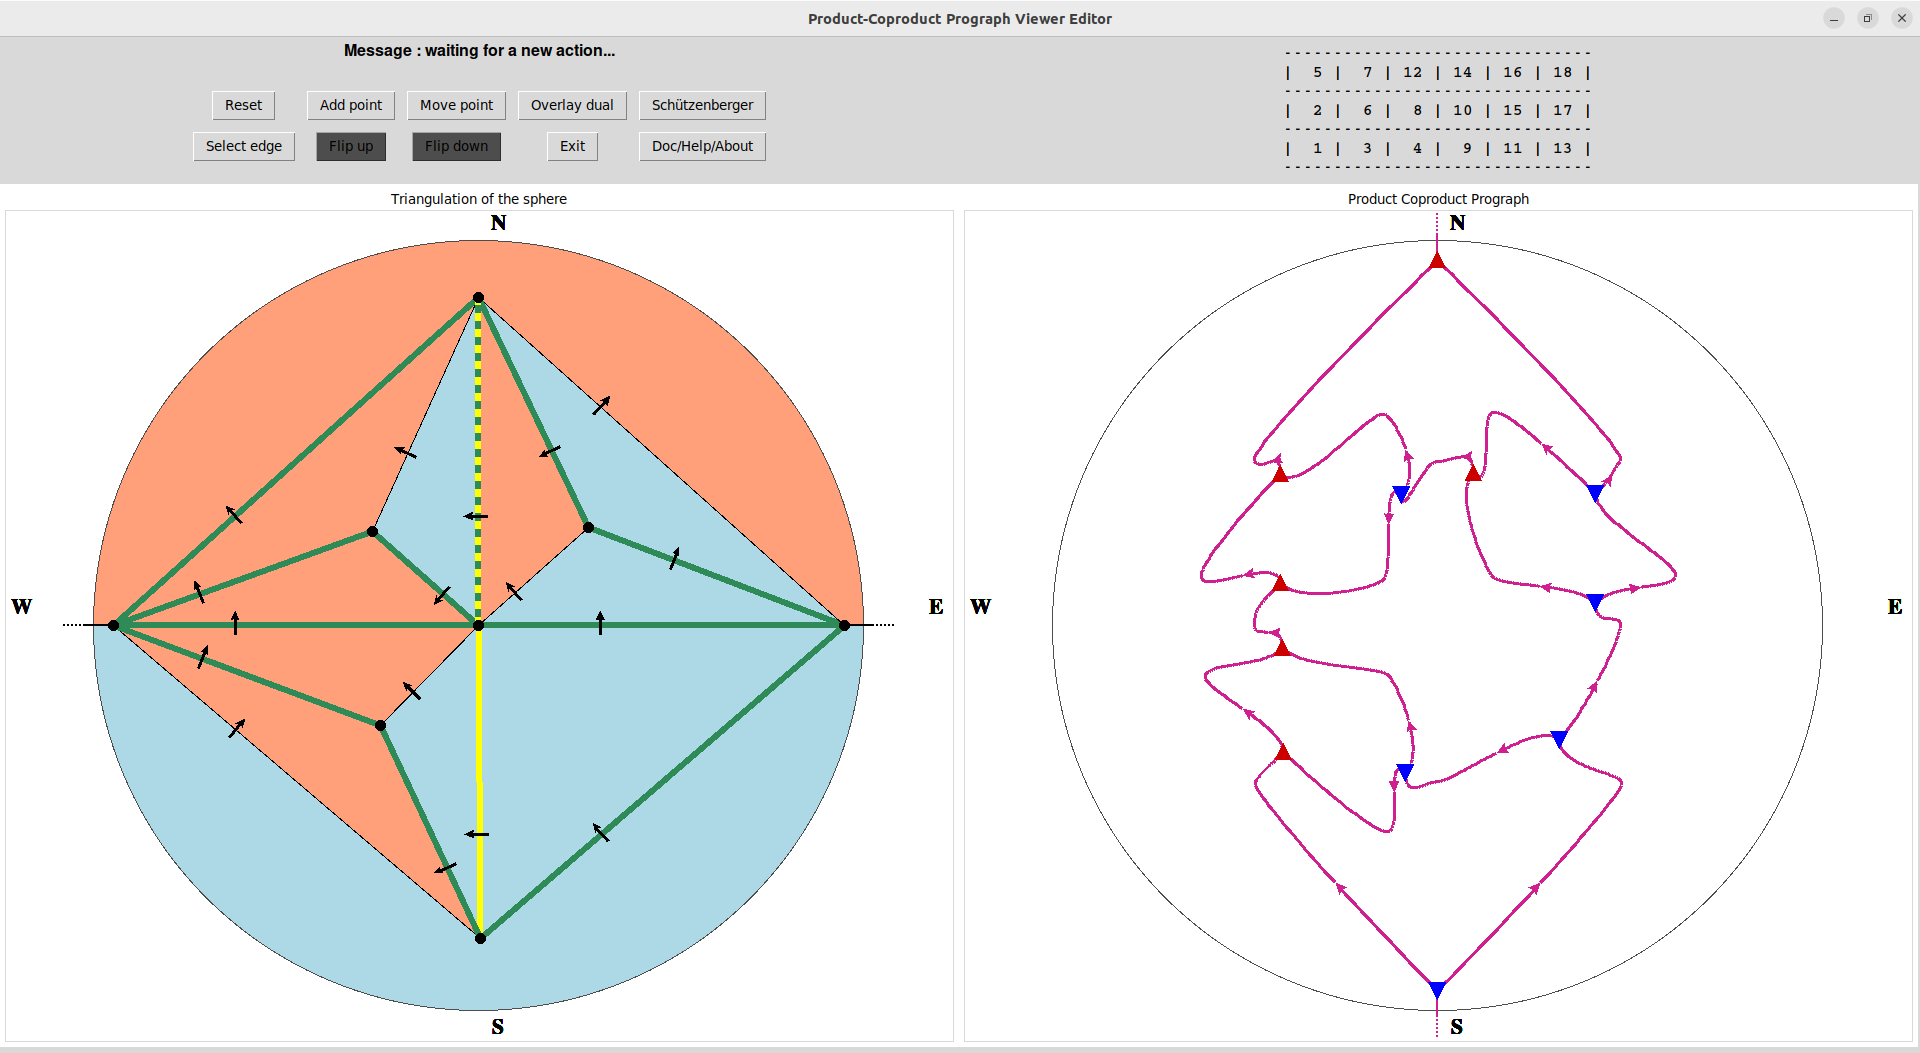 Product-Coproduct Prograph Viewer Editor
Message : waiting for a new action...
Reset Add point Move point Overlay dual Schützenberger
Select edge Flip up Flip down Exit Doc/Help/About
| 5 | 7 | 12 | 14 | 16 | 18 |
| 2 | 6 | 8 | 10 | 15 | 17 |
| 1 | 3 | 4 | 9 | 11 | 13 |
Triangulation of the sphere
N
W
E
S
Product Coproduct Prograph
N
W
E
S